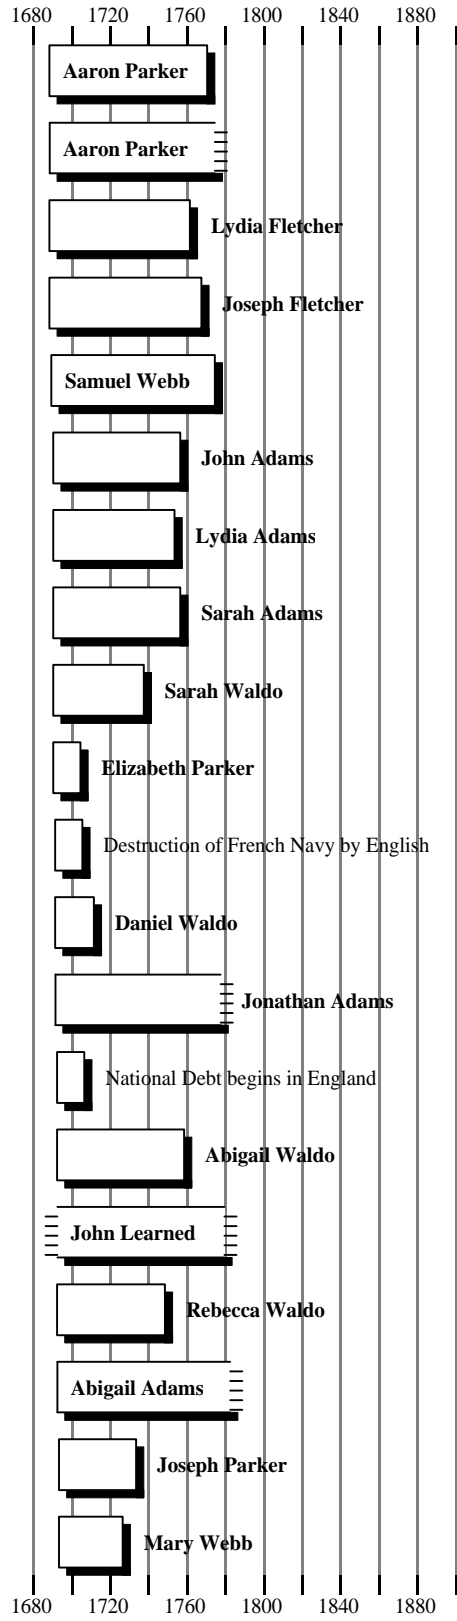 1680 1720 1760 1800 1840 1880
Aaron Parker
Aaron Parker
Lydia Fletcher
Joseph Fletcher
Samuel Webb
John Adams
Lydia Adams
Sarah Adams
Sarah Waldo
Elizabeth Parker
Destruction of French Navy by English
Daniel Waldo
Jonathan Adams
National Debt begins in England
Abigail Waldo
John Learned
Rebecca Waldo
Abigail Adams
Joseph Parker
Mary Webb
1680 1720 1760 1800 1840 1880